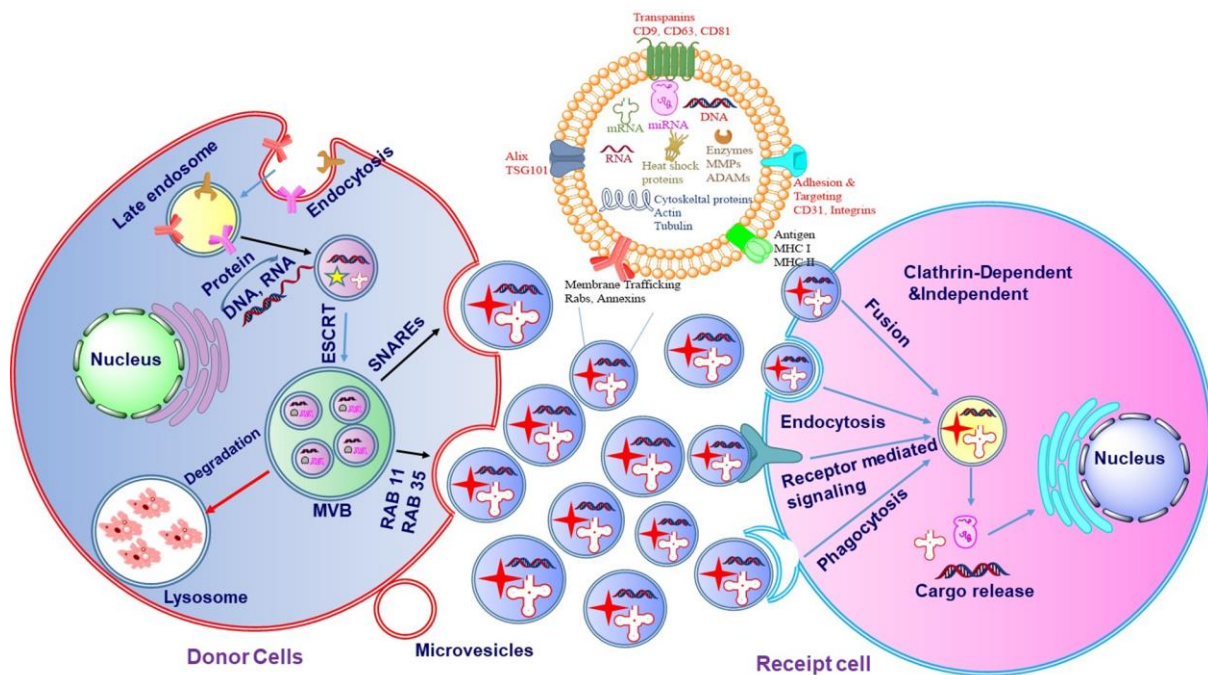 Transpanins
CD9, CD63, CD81
mRNA
miRNA
DNA
RNA
Heat shock
proteins
Enzymes
MMPs
ADAMs
Cytoskeltal proteins
Actin
Tubulin
Alix
TSG101
Adhesion &
Targeting
CD31, Integrins
Antigen
MHC I
MHC II
Membrane Trafficking
Rabs, Annexins
Late endosome
Endocytosis
Protein
DNA, RNA
Nucleus
ESCRT
SNAREs
Degradation
MVB
RAB 11
RAB 35
Lysosome
Donor Cells
Microvesicles
Clathrin-Dependent
&Independent
Fusion
Endocytosis
Receptor mediated
signaling
Phagocytosis
Nucleus
Cargo release
Receipt cell